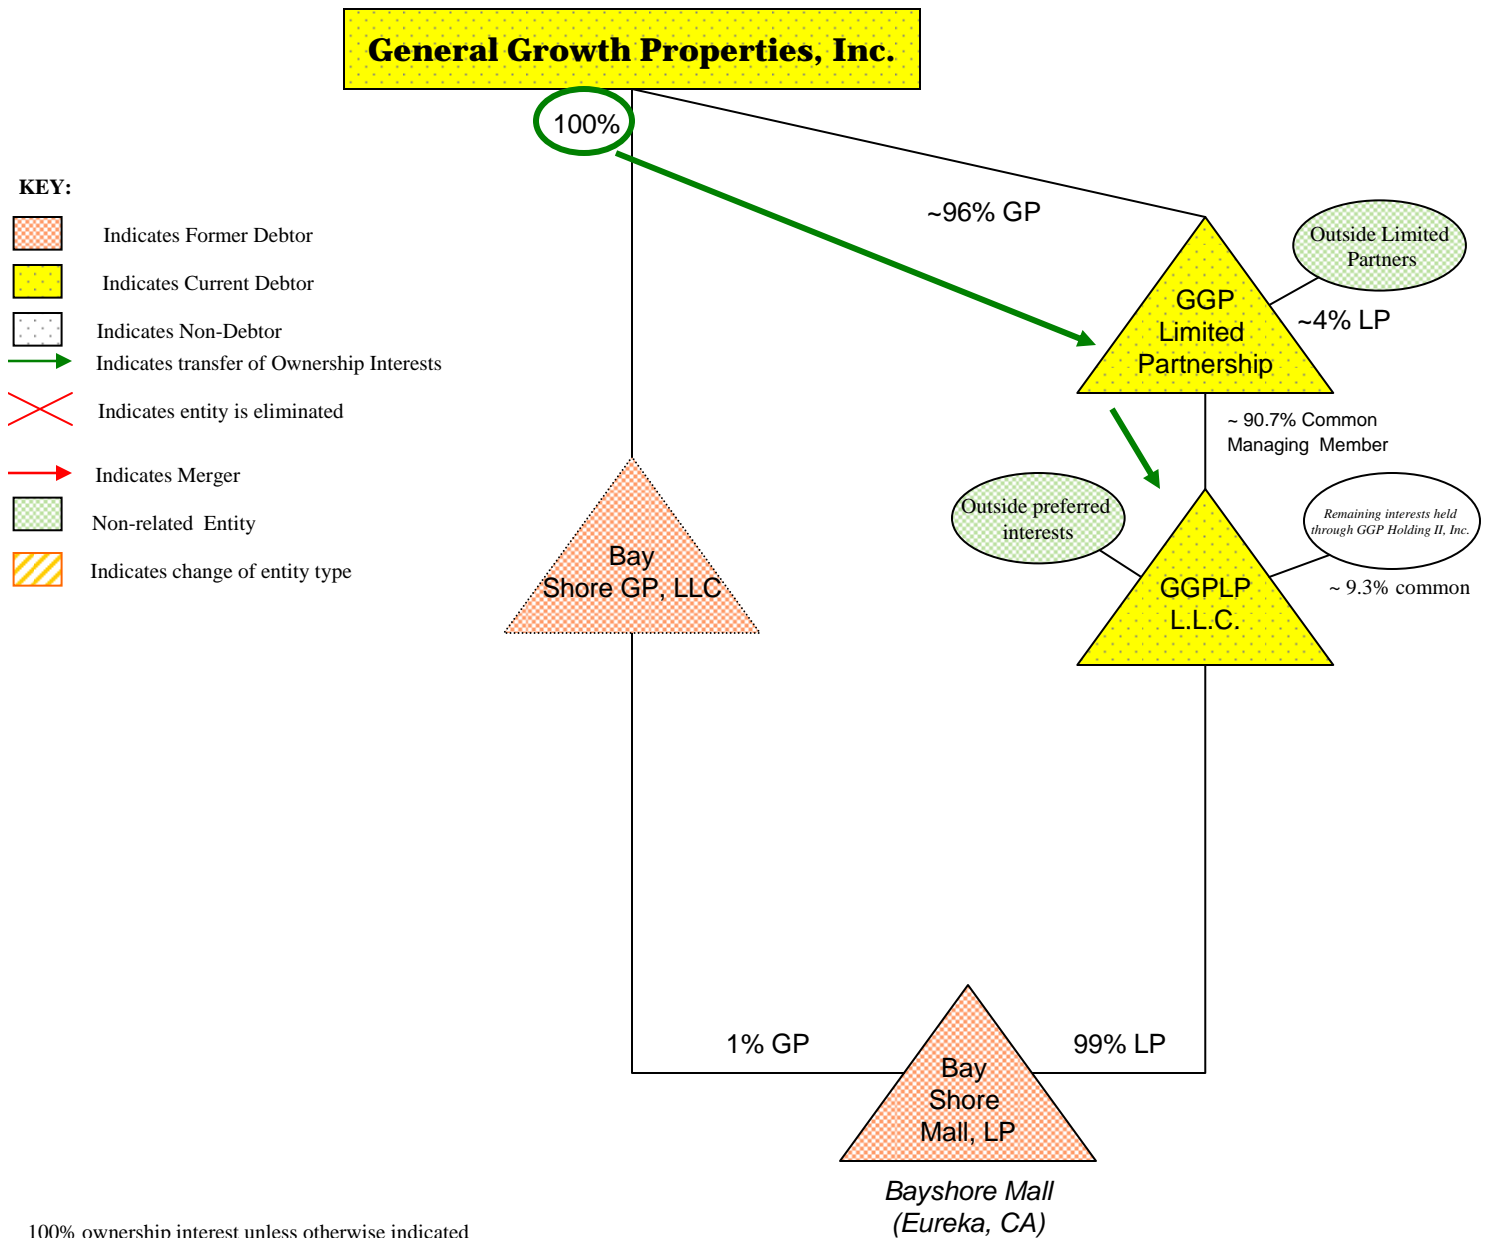 General Growth Properties, Inc.
100%
~96% GP
KEY:
Indicates Former Debtor
Indicates Current Debtor
Indicates Non-Debtor
Indicates transfer of Ownership Interests
Indicates entity is eliminated
Indicates Merger
Non-related Entity
Indicates change of entity type
Outside Limited
Partners
~4% LP
GGP
Limited
Partnership
~ 90.7% Common
Managing Member
Outside preferred
interests
Remaining interests held
through GGP Holding II, Inc.
~ 9.3% common
GGPLP
L.L.C.
Bay
Shore GP, LLC
1% GP
99% LP
Bay
Shore
Mall, LP
Bayshore Mall
(Eureka, CA)
100% ownership interest unless otherwise indicated